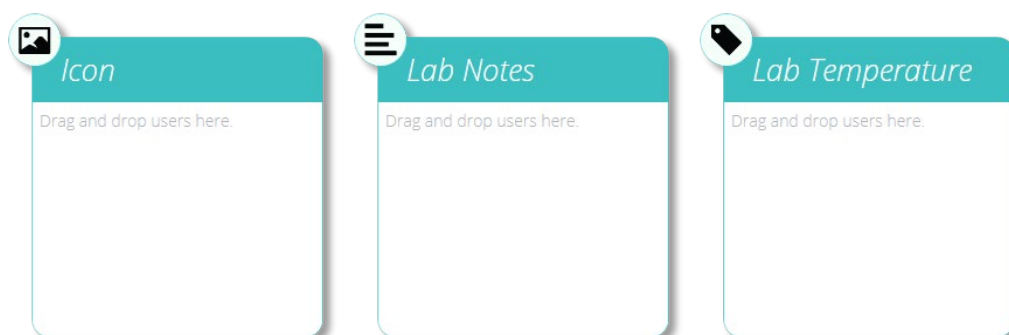 Icon
Drag and drop users here.
Lab Notes
Drag and drop users here.
Lab Temperature
Drag and drop users here.